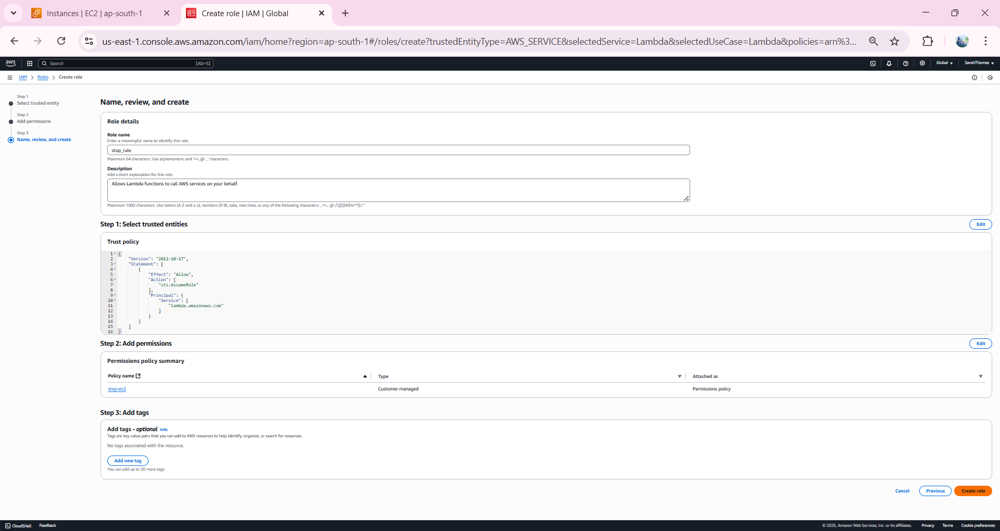 Instances | EC2 | ap-south-1
Create role | IAM | Global
us-east-1.console.aws.amazon.com/iam/home?region=ap-south-1#/roles/create?trustedEntityType=AWS_SERVICE&selectedService=Lambda&selectedUseCase=Lambda&policies=arn%3...
aws
Search [Alt+S]
Global
SarahThomas
IAM > Roles > Create role
Step 1
Select trusted entity
Step 2
Add permissions
Step 3
Name, review, and create
Name, review, and create
Role details
Role name
Enter a meaningful name to identify this role.
stop_rule
Maximum 64 characters. Use alphanumeric and '+=,.@-_' characters.
Description
Add a short explanation for this role.
Allows Lambda functions to call AWS services on your behalf.
Maximum 1000 characters. Use letters (A-Z and a-z), numbers (0-9), tabs, new lines, or any of the following characters:
Step 1: Select trusted entities
Edit
Trust policy
1 {
2 "Version": "2012-10-17",
3 "Statement": [
4 {
5 "Effect": "Allow",
6 "Action": [
7 "sts:AssumeRole"
8 ],
9 "Principal": {
10 "Service": [
11 "lambda.amazonaws.com"
12 ]
13 }
14 }
15 ]
16 }
Step 2: Add permissions
Edit
Permissions policy summary
Policy name
Type
Attached as
stop-ec2
Customer managed
Permissions policy
Step 3: Add tags
Add tags - optional Info
Tags are key-value pairs that you can add to AWS resources to help identify, organize, or search for resources.
No tags associated with the resource.
Add new tag
You can add up to 50 more tags.
Cancel
Previous
Create role
CloudShell
Feedback
© 2025, Amazon Web Services, Inc. or its affiliates.
Privacy
Terms
Cookie preferences